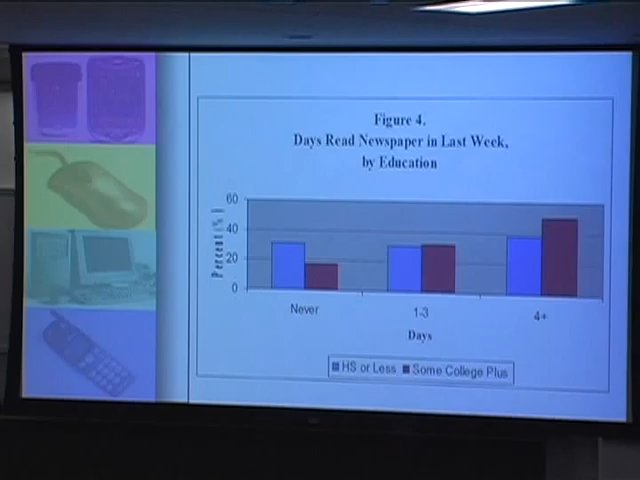 Figure 4.
Days Read Newspaper in Last Week,
by Education
60
40
20
0
Percent (%)
Never 1-3 4+
Days
HS or Less Some College Plus